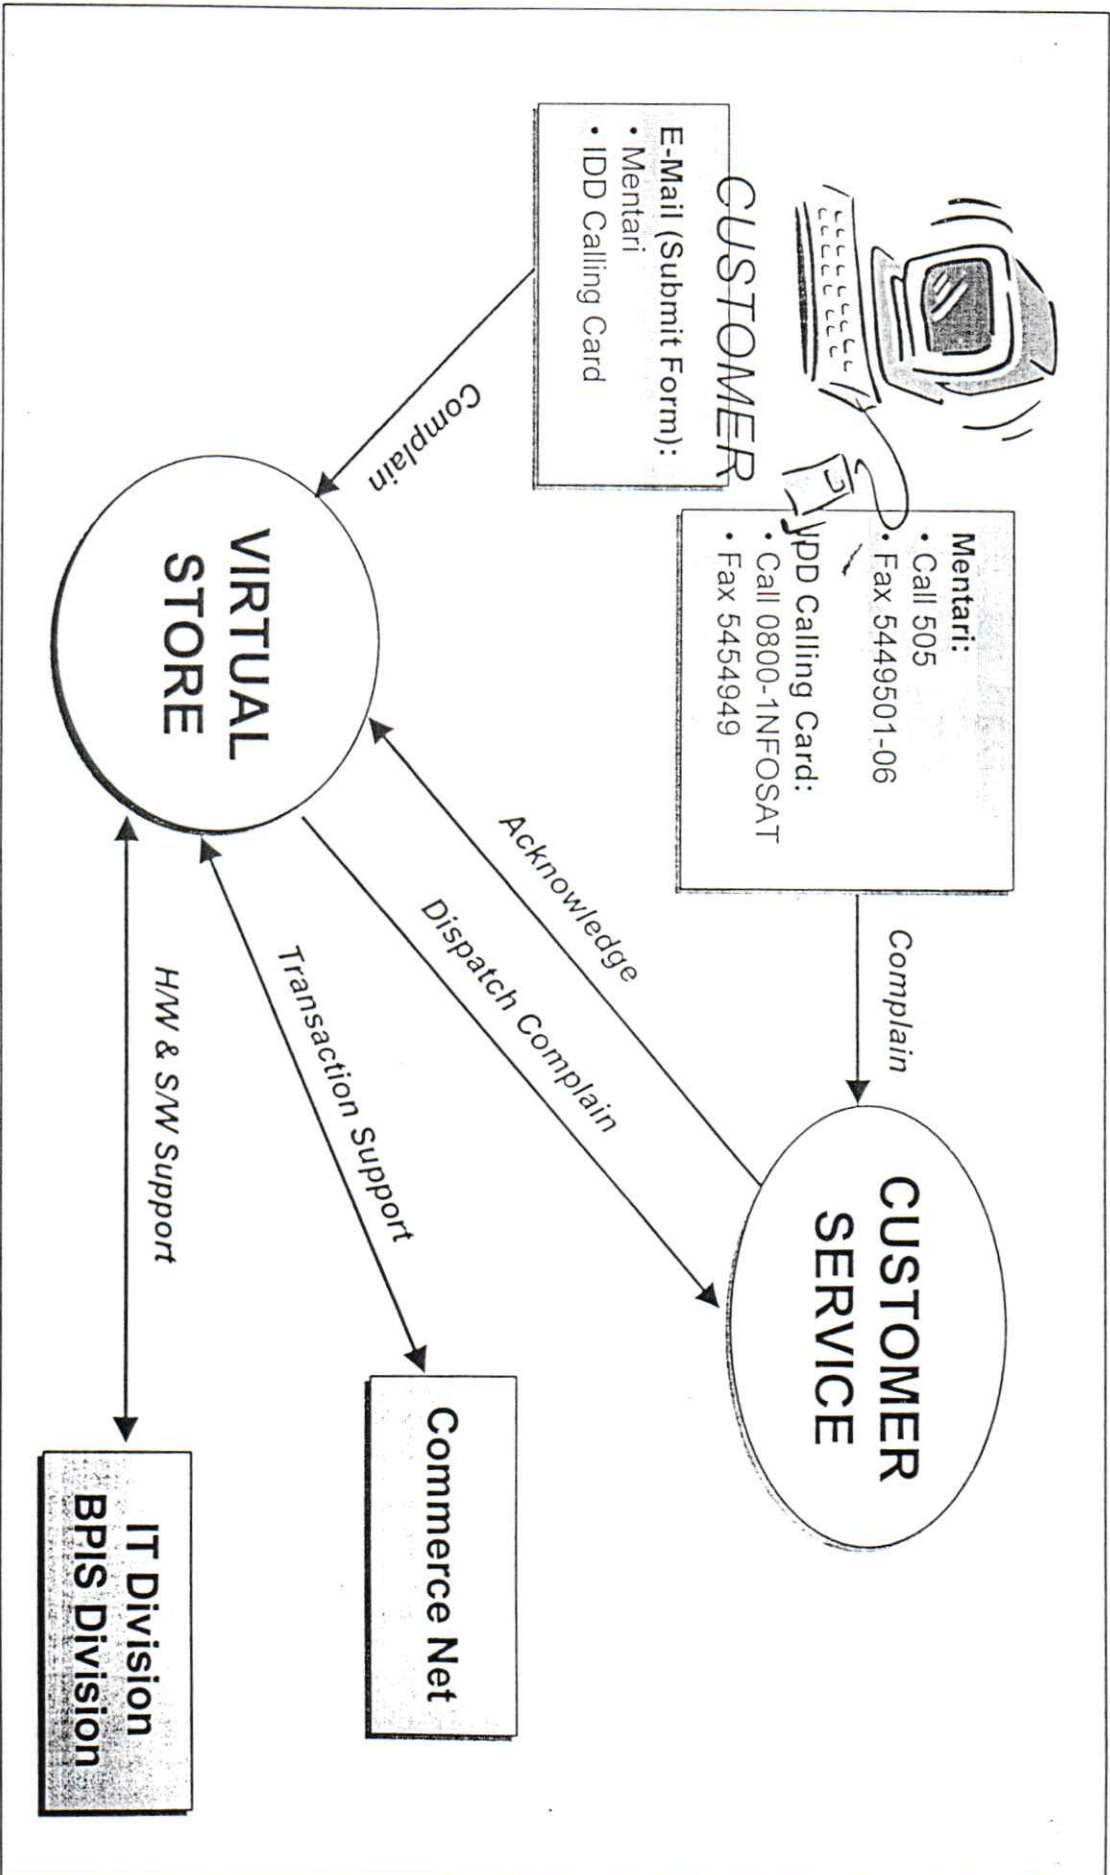 CUSTOMER
Mentari:
• Call 505
• Fax 5449501-06
IDD Calling Card:
• Call 0800-1NFOSAT
• Fax 5454949
Complain
CUSTOMER
SERVICE
E-Mail (Submit Form):
• Mentari
• IDD Calling Card
Complain
Acknowledge
Dispatch Complain
VIRTUAL
STORE
Transaction Support
Commerce Net
H/W & S/W Support
IT Division
BPIS Division